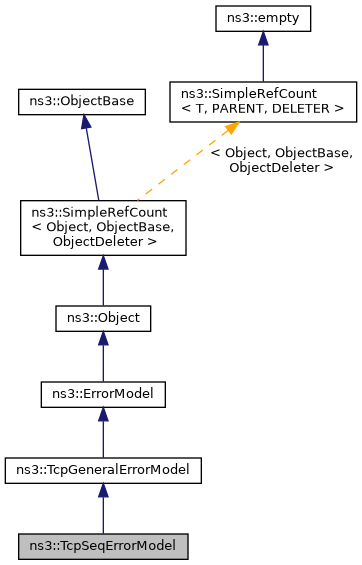 ns3::empty
ns3::SimpleRefCount
< T, PARENT, DELETER >
ns3::ObjectBase
< Object, ObjectBase,
ObjectDeleter >
ns3::SimpleRefCount
< Object, ObjectBase,
ObjectDeleter >
ns3::Object
ns3::ErrorModel
ns3::TcpGeneralErrorModel
ns3::TcpSeqErrorModel